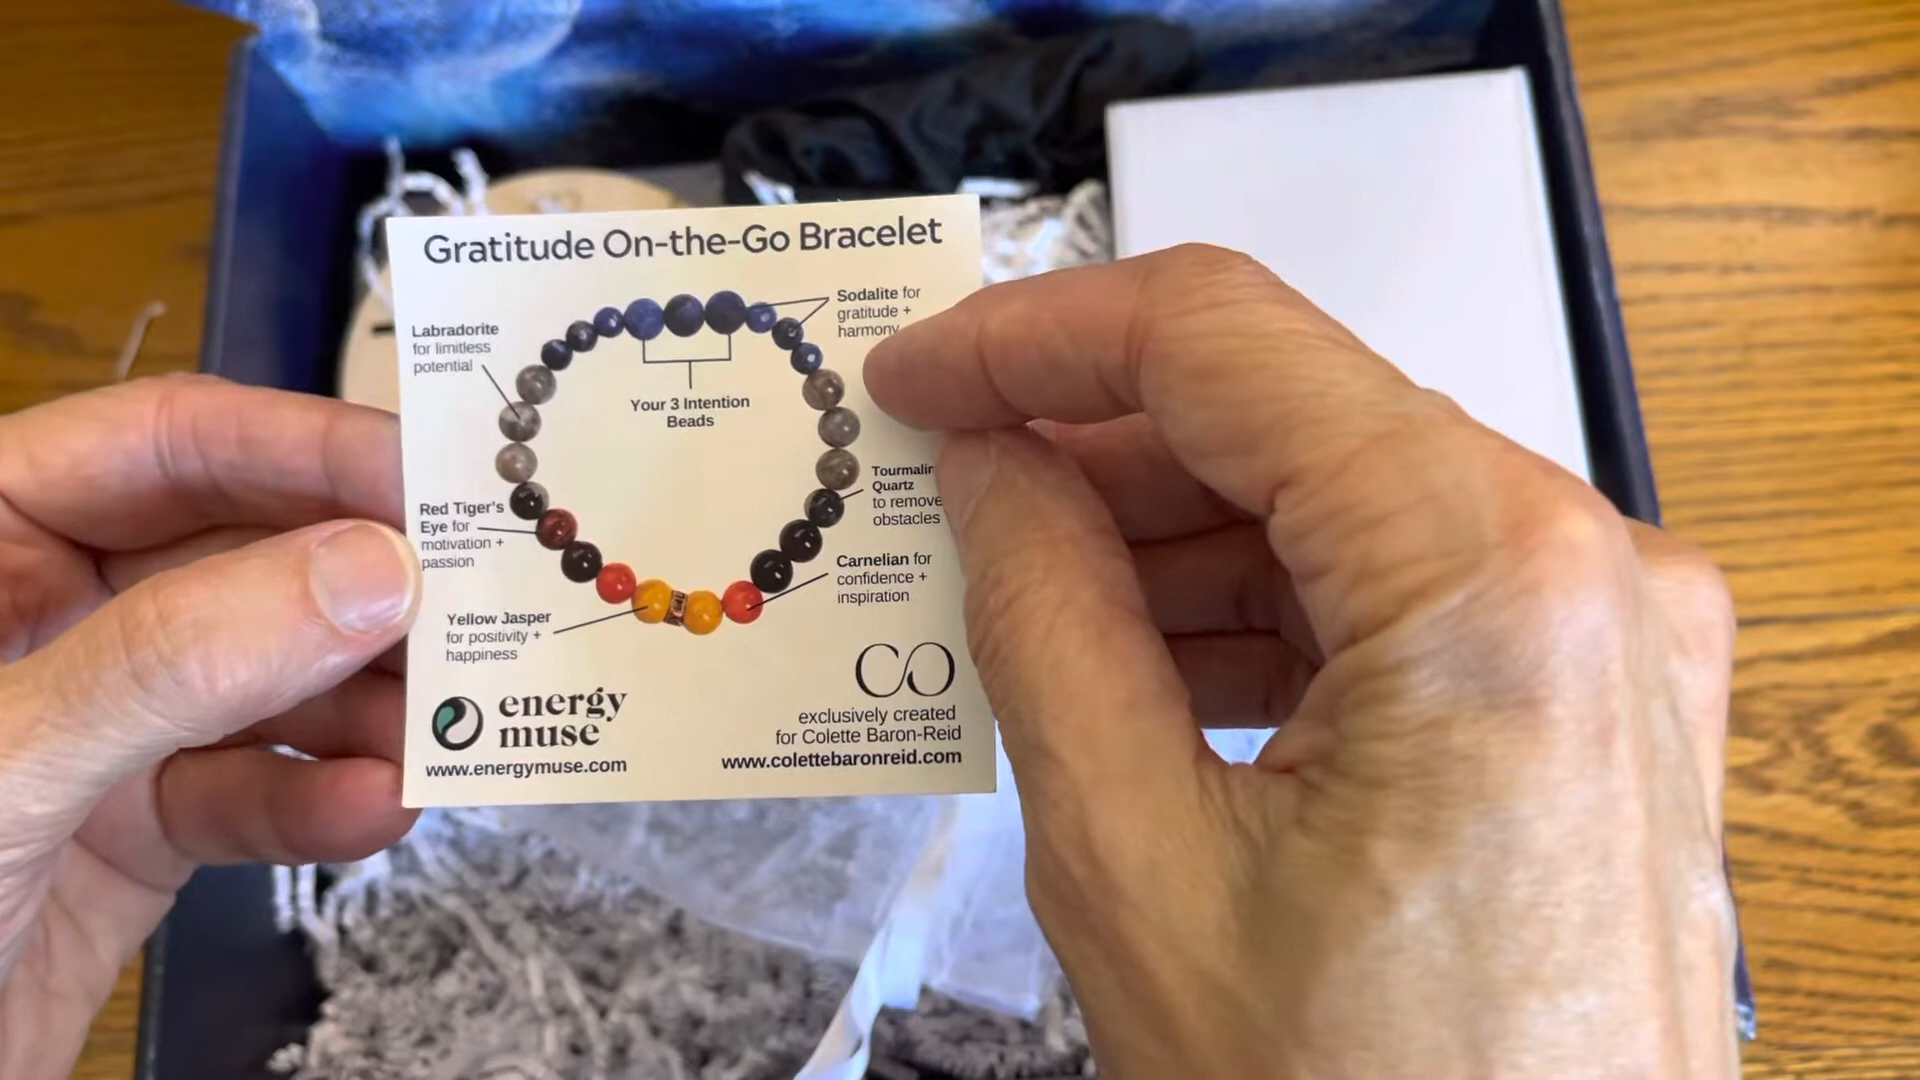 Gratitude On-the-Go Bracelet
Sodalite for
gratitude +
harmony
Labradorite
for limitless
potential
Your 3 Intention
Beads
Tourmalin
Quartz
to remove
obstacles
Red Tiger's
Eye for
motivation +
passion
Carnelian for
confidence +
inspiration
Yellow Jasper
for positivity +
happiness
energy
muse
www.energymuse.com
exclusively created
for Colette Baron-Reid
www.colettebaronreid.com